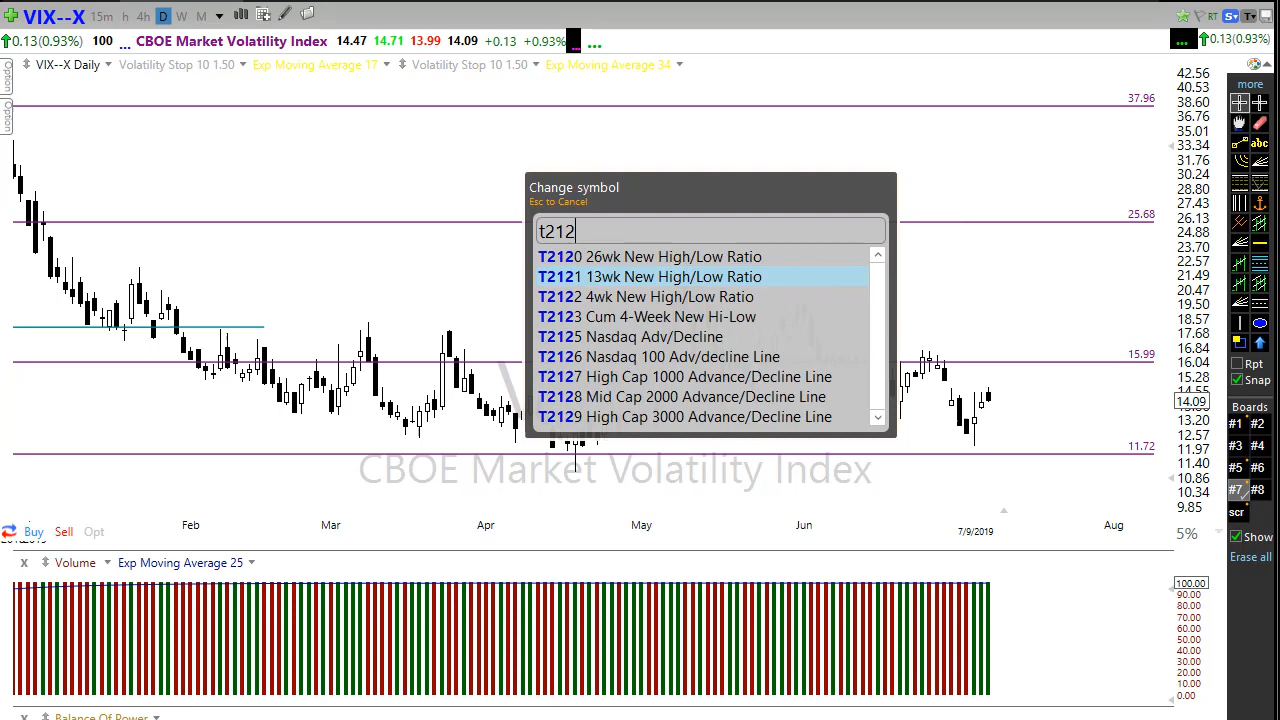 VIX--X 15m h 4h D W M RT S T
0.13(0.93%) 100 ... CBOE Market Volatility Index 14.47 14.71 13.99 14.09 +0.13 +0.93% ... ... ... 0.13(0.93%)
VIX--X Daily Volatility Stop 10 1.50 Exp Moving Average 17 Volatility Stop 10 1.50 Exp Moving Average 34
Option
Option
37.96
25.68
15.99
11.72
42.56
40.53
38.60
36.76
35.01
33.34
31.76
30.24
28.80
27.43
26.13
24.88
23.70
22.57
21.49
20.47
19.50
18.57
17.68
16.84
16.04
15.28
14.55
14.09
13.20
12.57
11.97
11.40
10.86
10.34
9.85
Change symbol
Esc to Cancel
t212
T2120 26wk New High/Low Ratio
T2121 13wk New High/Low Ratio
T2122 4wk New High/Low Ratio
T2123 Cum 4-Week New Hi-Low
T2125 Nasdaq Adv/Decline
T2126 Nasdaq 100 Adv/decline Line
T2127 High Cap 1000 Advance/Decline Line
T2128 Mid Cap 2000 Advance/Decline Line
T2129 High Cap 3000 Advance/Decline Line
CBOE Market Volatility Index
Feb Mar Apr May Jun 7/9/2019 Aug
Buy Sell Opt
5%
x Volume Exp Moving Average 25
100.00
90.00
80.00
70.00
60.00
50.00
40.00
30.00
20.00
10.00
0.00
x Balance Of Power
more
abc
Rpt
Snap
Boards
#1 #2
#3 #4
#5 #6
#7 #8
scr
Show
Erase all